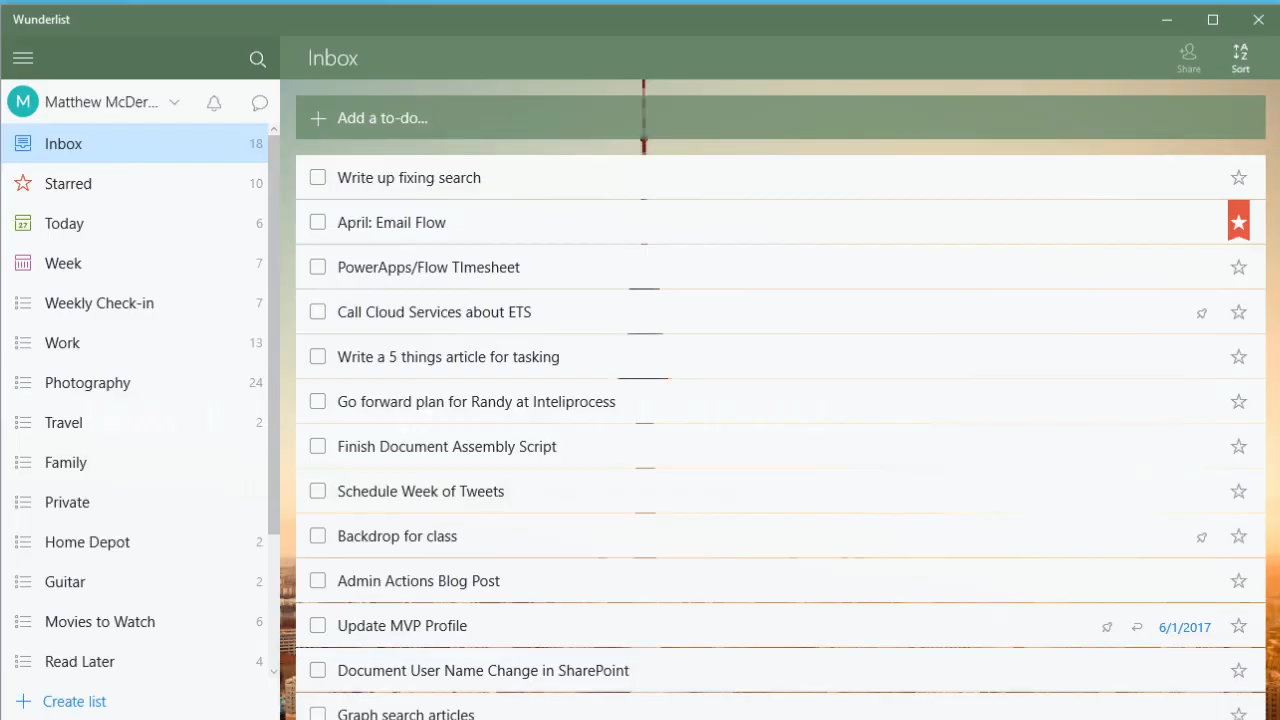 Wunderlist
Inbox
Share
Sort
M
Matthew McDer...
Add a to-do...
Inbox 18
Starred 10
27 Today 6
Week 7
Weekly Check-in 7
Work 13
Photography 24
Travel 2
Family
Private
Home Depot 2
Guitar 2
Movies to Watch 6
Read Later 4
Create list
Write up fixing search
April: Email Flow
PowerApps/Flow TImesheet
Call Cloud Services about ETS
Write a 5 things article for tasking
Go forward plan for Randy at Inteliprocess
Finish Document Assembly Script
Schedule Week of Tweets
Backdrop for class
Admin Actions Blog Post
Update MVP Profile 6/1/2017
Document User Name Change in SharePoint
Graph search articles